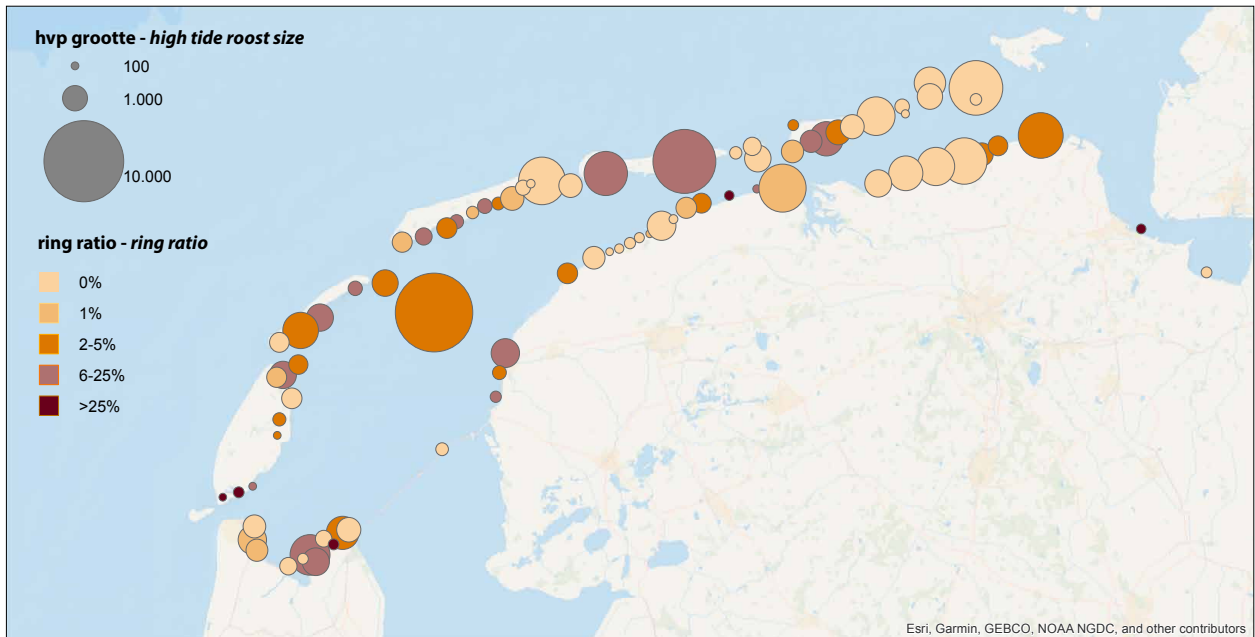 hvp grootte - high tide roost size
100
1.000
10.000
ring ratio - ring ratio
0%
1%
2-5%
6-25%
>25%
Esri, Garmin, GEBCO, NOAA NGDC, and other contributors